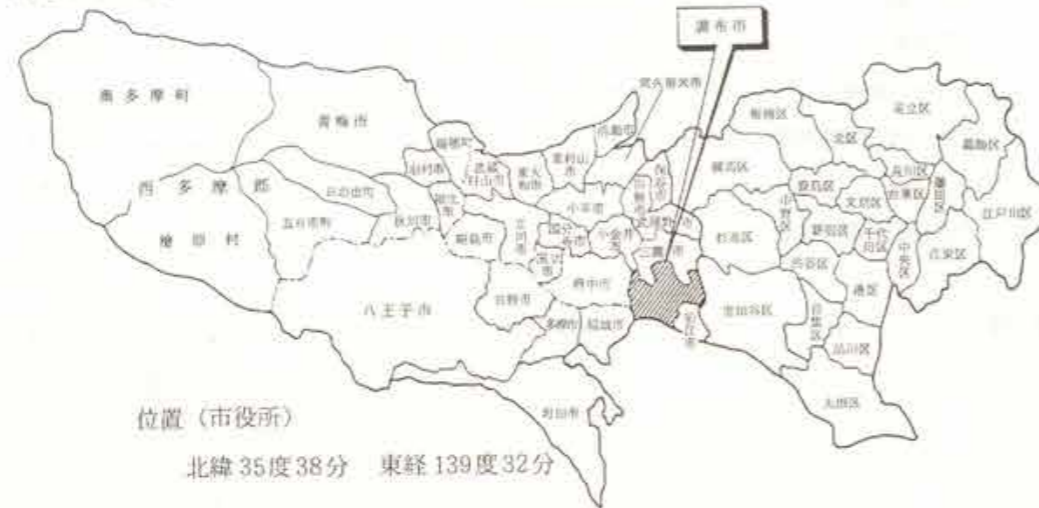 調布市
奥多摩町
青梅市
西多摩郡
檜原村
日の出町
五日市町
秋川市
羽村市
瑞穂町
武蔵村山市
東大和市
東村山市
清瀬市
東久留米市
福生市
昭島市
立川市
小平市
国分寺市
国立市
小金井市
田無市
保谷市
武蔵野市
三鷹市
八王子市
日野市
府中市
多摩市
稲城市
狛江市
町田市
板橋区
北区
足立区
葛飾区
練馬区
豊島区
荒川区
文京区
台東区
墨田区
江戸川区
中野区
杉並区
新宿区
千代田区
中央区
江東区
渋谷区
港区
世田谷区
目黒区
品川区
大田区
位置（市役所）
北緯35度38分　東経139度32分